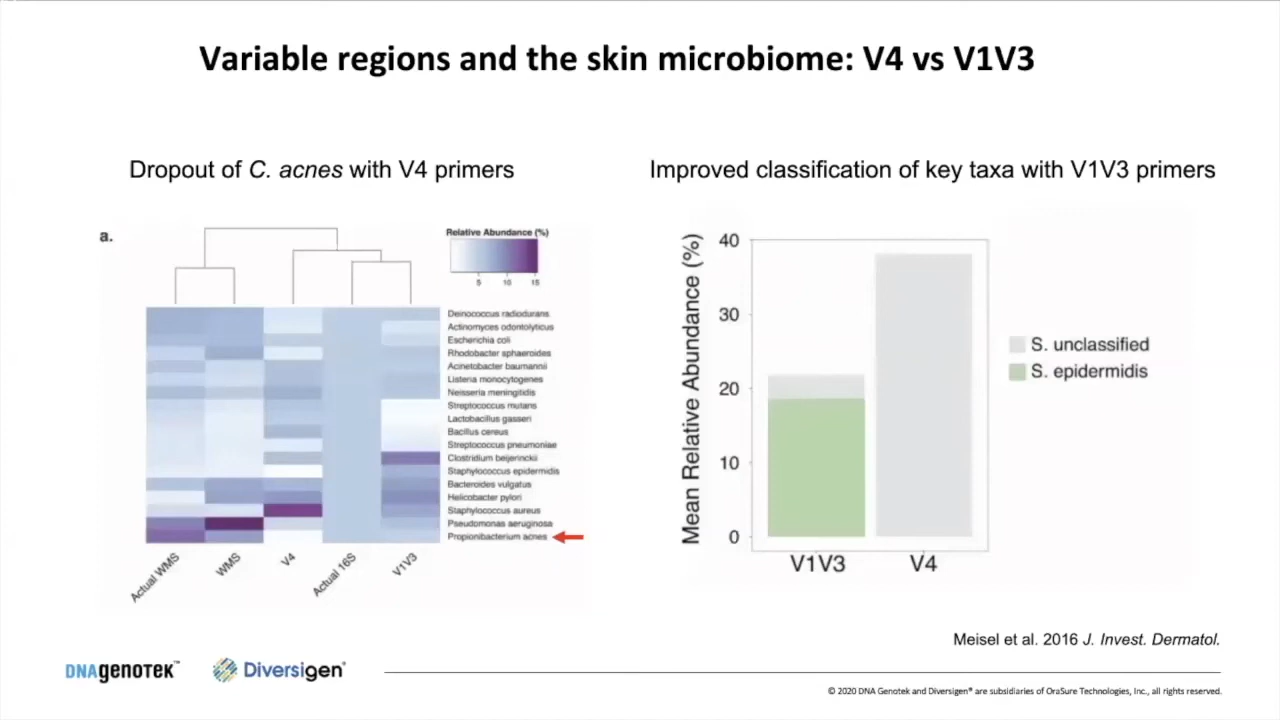 Variable regions and the skin microbiome: V4 vs V1V3
Dropout of C. acnes with V4 primers
a.
Relative Abundance (%)
5 10 15
Deinococcus radiodurans
Actinomyces odontolyticus
Escherichia coli
Rhodobacter sphaeroides
Acinetobacter baumannii
Listeria monocytogenes
Neisseria meningitidis
Streptococcus mutans
Lactobacillus gasseri
Bacillus cereus
Streptococcus pneumoniae
Clostridium beijerinckii
Staphylococcus epidermidis
Bacteroides vulgatus
Helicobacter pylori
Staphylococcus aureus
Pseudomonas aeruginosa
Propionibacterium acnes
Actual WMS
WMS
V4
Actual 16S
V1V3
Improved classification of key taxa with V1V3 primers
Mean Relative Abundance (%)
40
30
20
10
0
V1V3
V4
S. unclassified
S. epidermidis
Meisel et al. 2016 J. Invest. Dermatol.
DNAgenotek™
Diversigen®
© 2020 DNA Genotek and Diversigen® are subsidiaries of OraSure Technologies, Inc., all rights reserved.